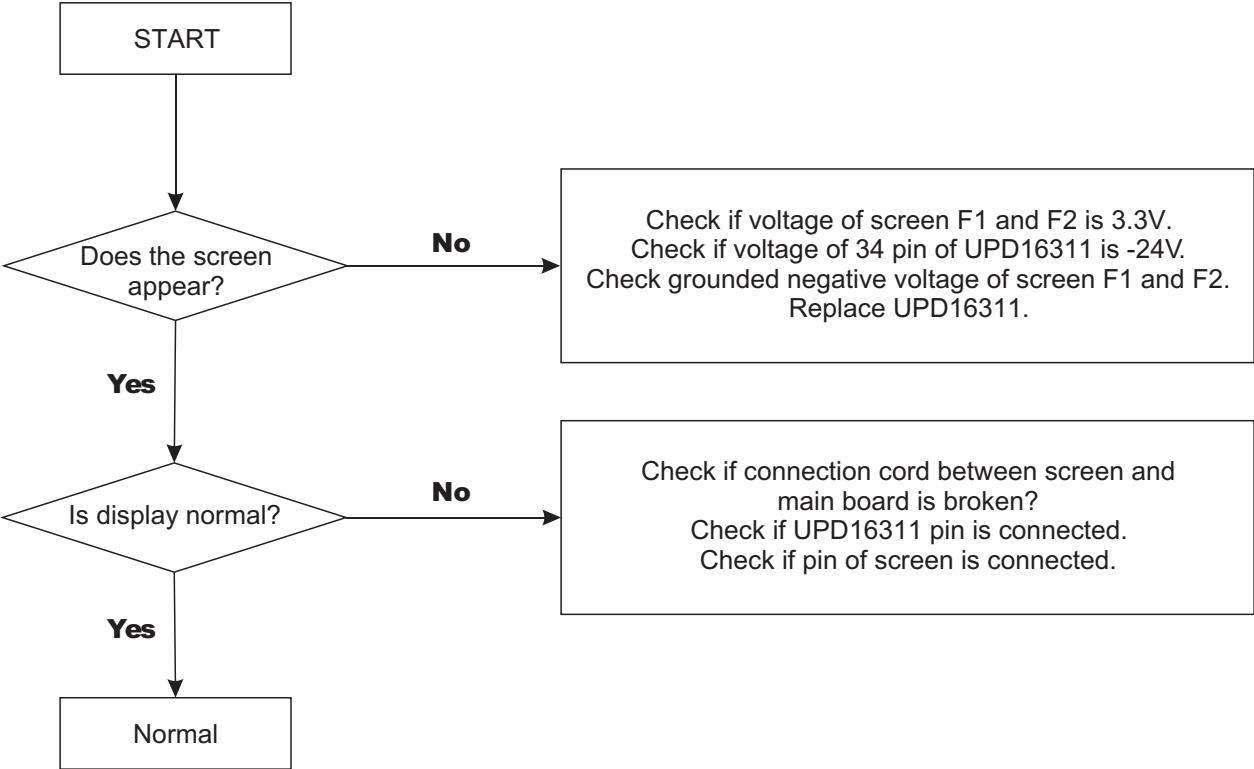 START
Does the screen
appear?
No
Check if voltage of screen F1 and F2 is 3.3V.
Check if voltage of 34 pin of UPD16311 is -24V.
Check grounded negative voltage of screen F1 and F2.
Replace UPD16311.
Yes
Is display normal?
No
Check if connection cord between screen and
main board is broken?
Check if UPD16311 pin is connected.
Check if pin of screen is connected.
Yes
Normal